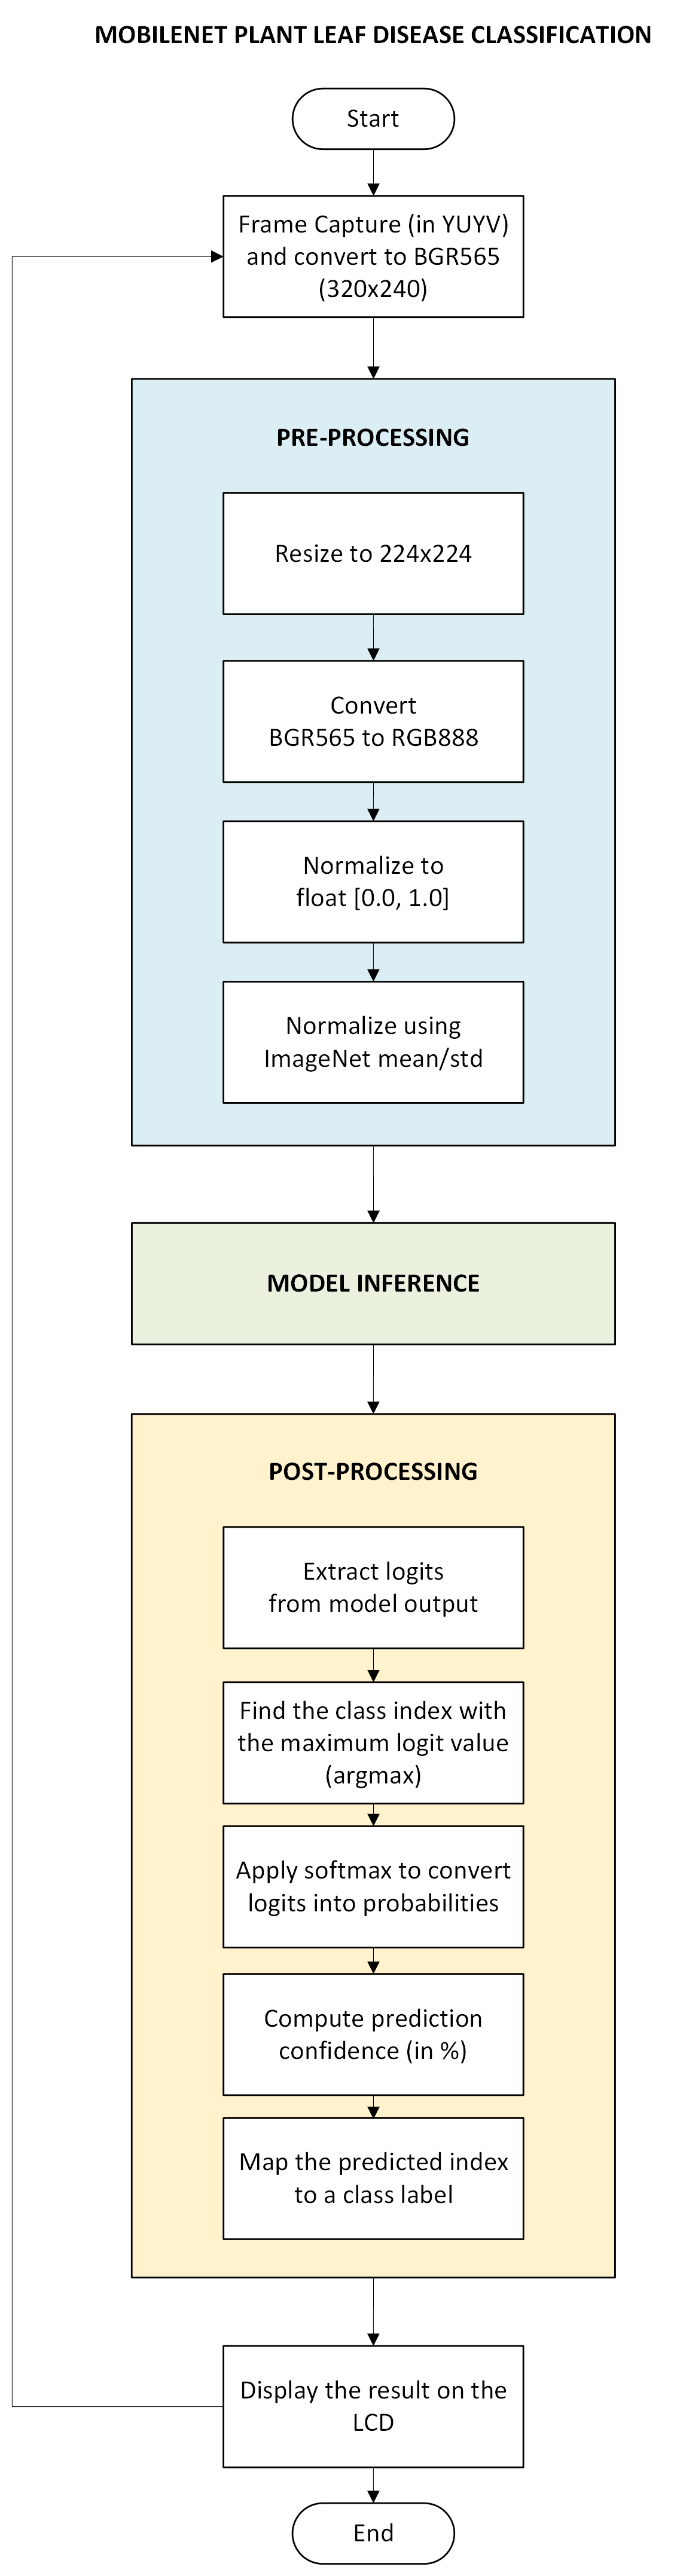 MOBILENET PLANT LEAF DISEASE CLASSIFICATION
Start
Frame Capture (in YUYV)
and convert to BGR565
(320x240)
PRE-PROCESSING
Resize to 224x224
Convert
BGR565 to RGB888
Normalize to
float [0.0, 1.0]
Normalize using
ImageNet mean/std
MODEL INFERENCE
POST-PROCESSING
Extract logits
from model output
Find the class index with
the maximum logit value
(argmax)
Apply softmax to convert
logits into probabilities
Compute prediction
confidence (in %)
Map the predicted index
to a class label
Display the result on the
LCD
End